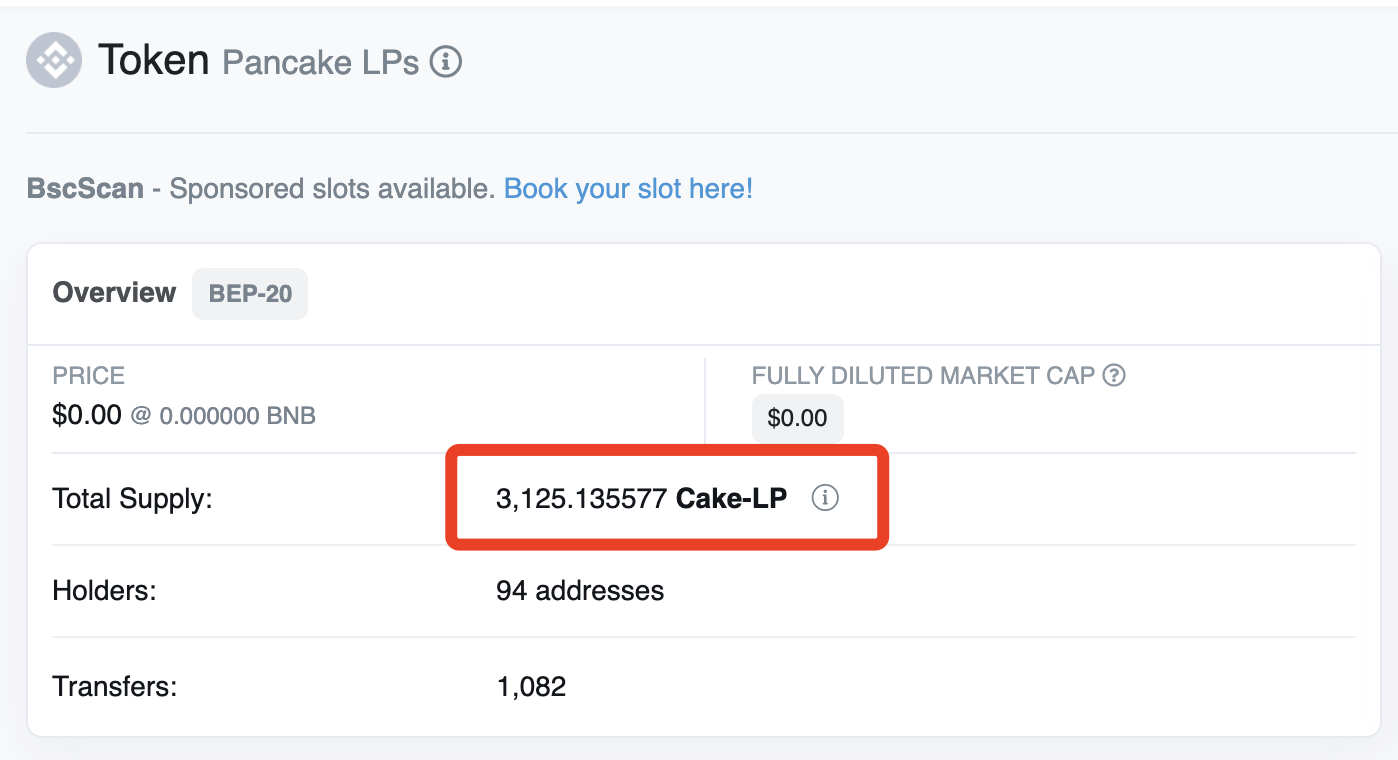 Token Pancake LPs
BscScan - Sponsored slots available. Book your slot here!
Overview BEP-20
PRICE
$0.00 @ 0.000000 BNB
FULLY DILUTED MARKET CAP
$0.00
Total Supply: 3,125.135577 Cake-LP
Holders: 94 addresses
Transfers: 1,082